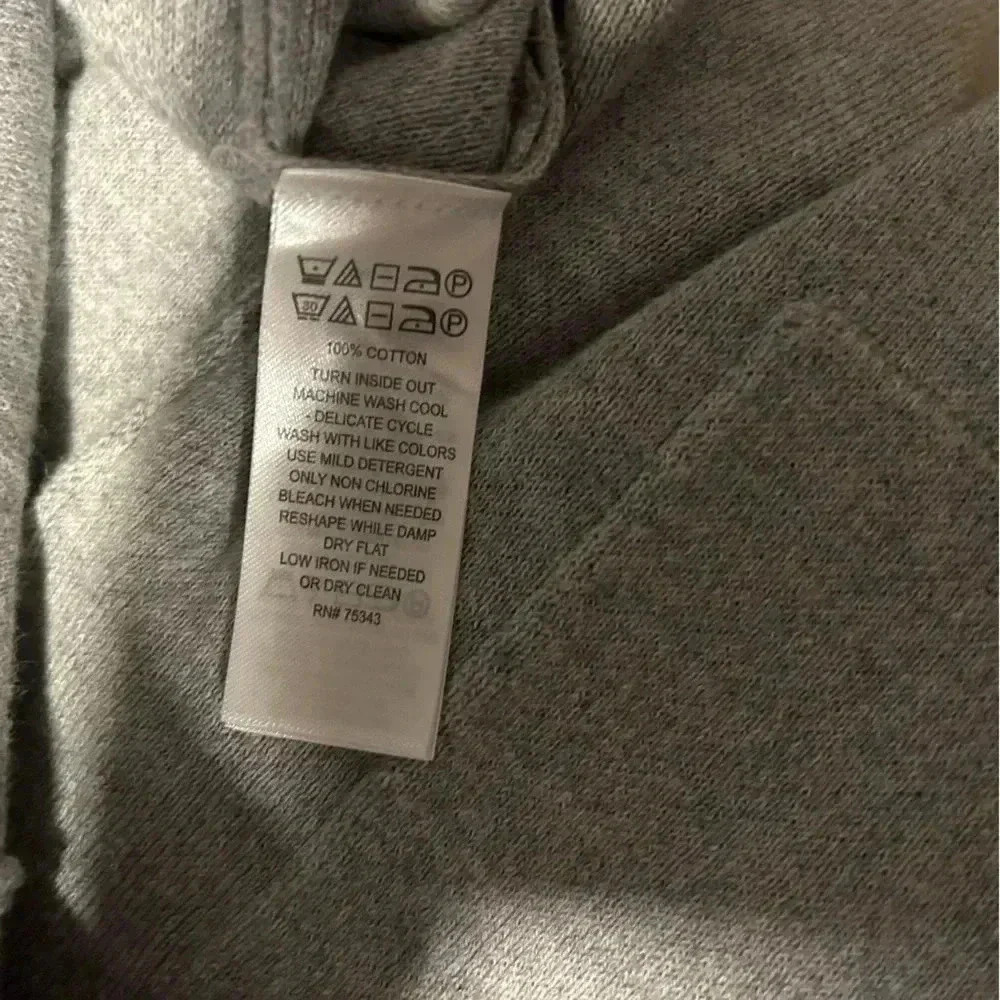 P
30 P
100% COTTON
TURN INSIDE OUT
MACHINE WASH COOL
- DELICATE CYCLE
WASH WITH LIKE COLORS
USE MILD DETERGENT
ONLY NON CHLORINE
BLEACH WHEN NEEDED
RESHAPE WHILE DAMP
DRY FLAT
LOW IRON IF NEEDED
OR DRY CLEAN
RN# 75343